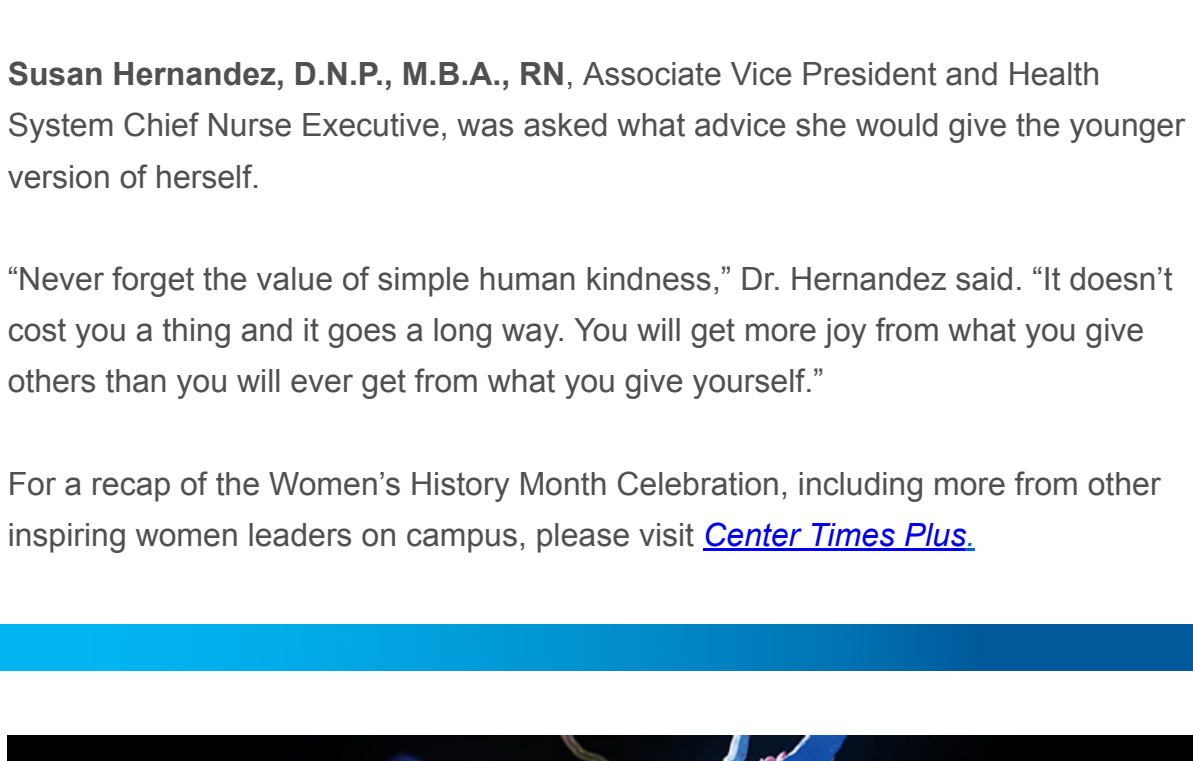 Susan Hernandez, D.N.P., M.B.A., RN, Associate Vice President and Health
System Chief Nurse Executive, was asked what advice she would give the younger
version of herself.
“Never forget the value of simple human kindness,” Dr. Hernandez said. “It doesn’t
cost you a thing and it goes a long way. You will get more joy from what you give
others than you will ever get from what you give yourself.”
For a recap of the Women’s History Month Celebration, including more from other
inspiring women leaders on campus, please visit Center Times Plus.